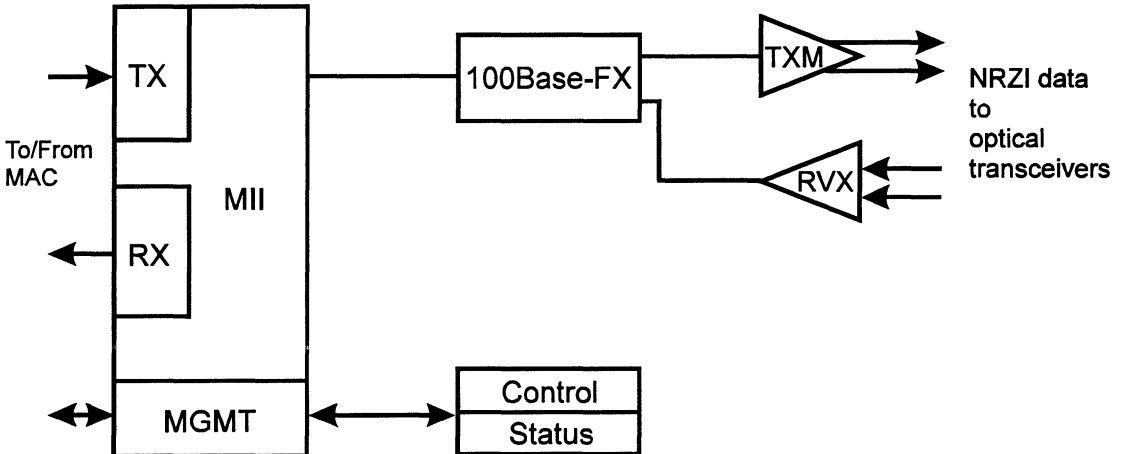 TX
To/From
MAC
MII
RX
MGMT
100Base-FX
TXM
RVX
NRZI data
to
optical
transceivers
Control
Status